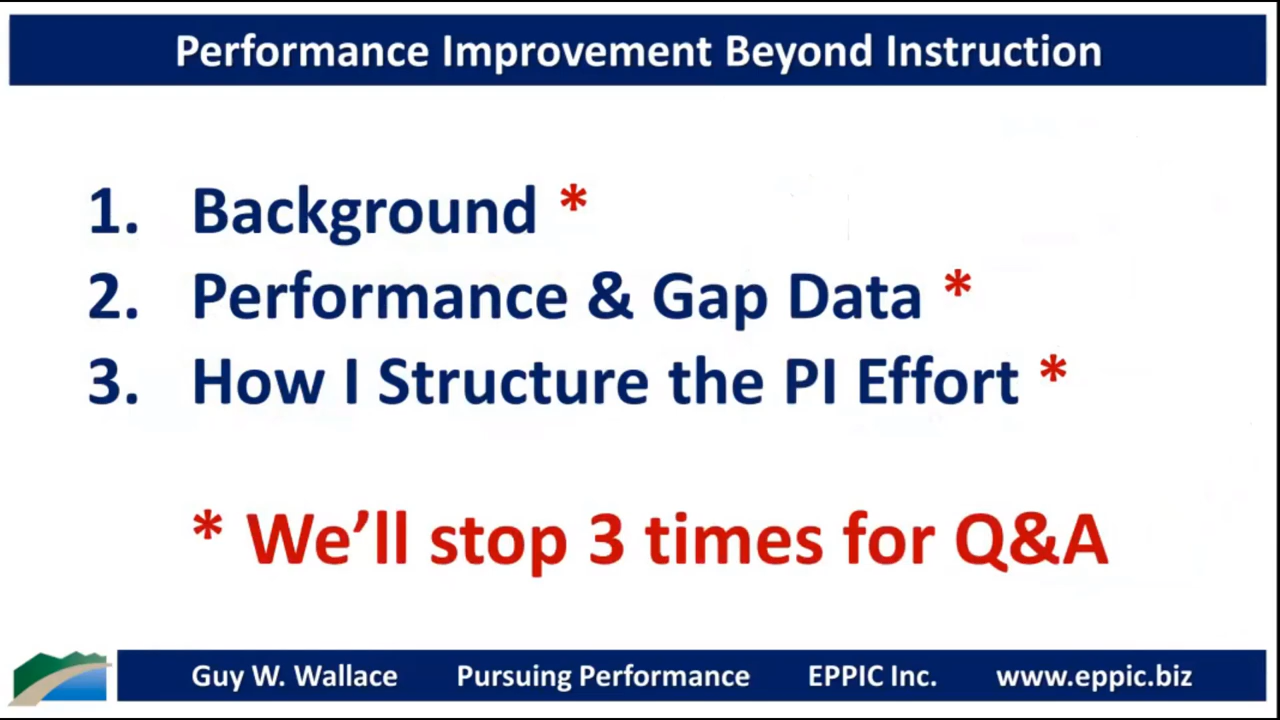 Performance Improvement Beyond Instruction
1. Background *
2. Performance & Gap Data *
3. How I Structure the PI Effort *
* We’ll stop 3 times for Q&A
Guy W. Wallace Pursuing Performance EPPIC Inc. www.eppic.biz